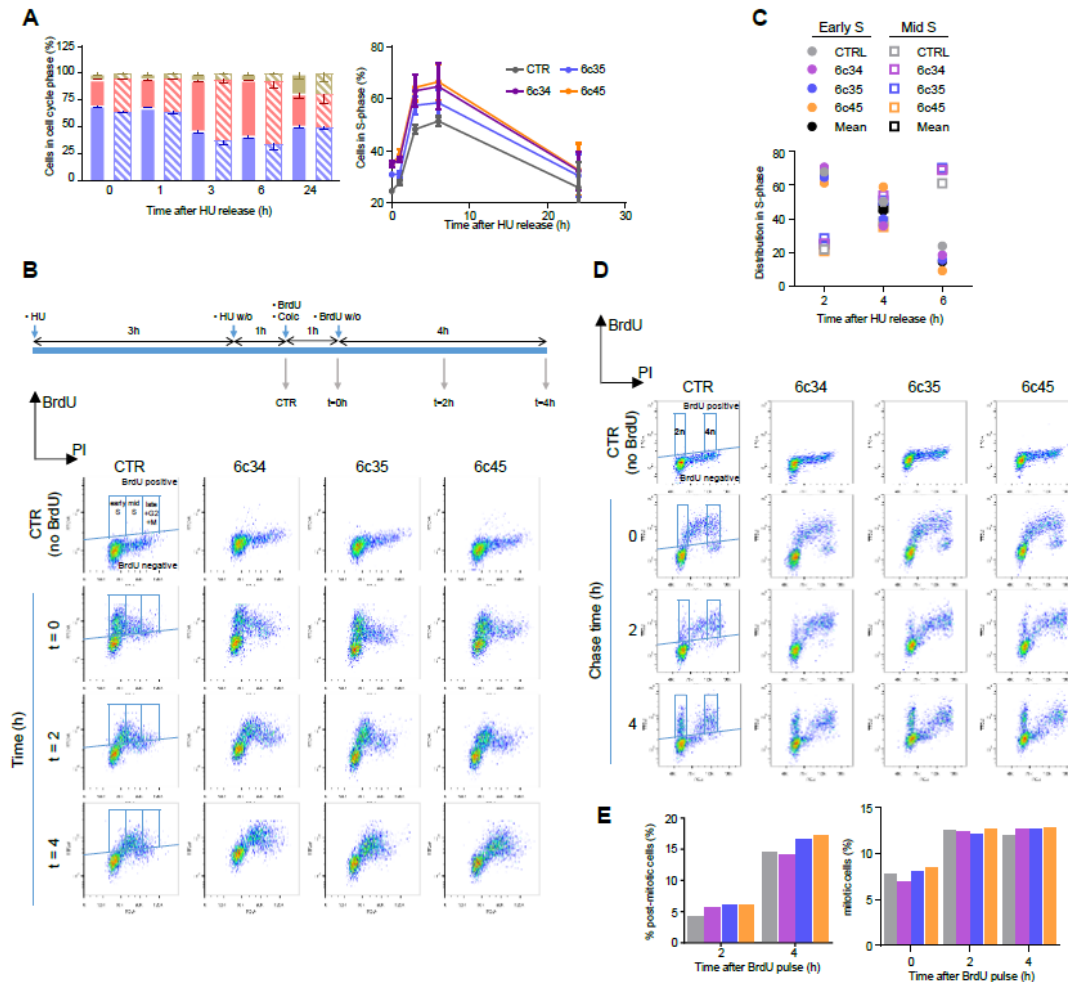 A
Cells in cell cycle phase (%)
125
100
75
50
25
0
0 1 3 6 24
Time after HU release (h)
Cells in S-phase (%)
80
60
40
20
CTR 6c35
6c34 6c45
0 10 20 30
Time after HU release (h)
C
Early S Mid S
CTRL CTRL
6c34 6c34
6c35 6c35
6c45 6c45
Mean Mean
Distribution in S-phase
80
60
40
20
0
2 4 6
Time after HU release (h)
B
• HU
• HU w/o
• BrdU
• Colc
• BrdU w/o
3h 1h 1h 4h
CTR t=0h t=2h t=4h
BrdU
PI
CTR 6c34 6c35 6c45
CTR
(no BrdU)
BrdU positive
early S
mid S
late +G2 +M
BrdU negative
Time (h)
t = 0
t = 2
t = 4
D
BrdU
PI
CTR 6c34 6c35 6c45
CTR
(no BrdU)
BrdU positive
2n 4n
BrdU negative
Chase time (h)
0
2
4
E
% post-mitotic cells (%)
20
15
10
5
0
2 4
Time after BrdU pulse (h)
mitotic cells (%)
15
10
5
0
0 2 4
Time after BrdU pulse (h)